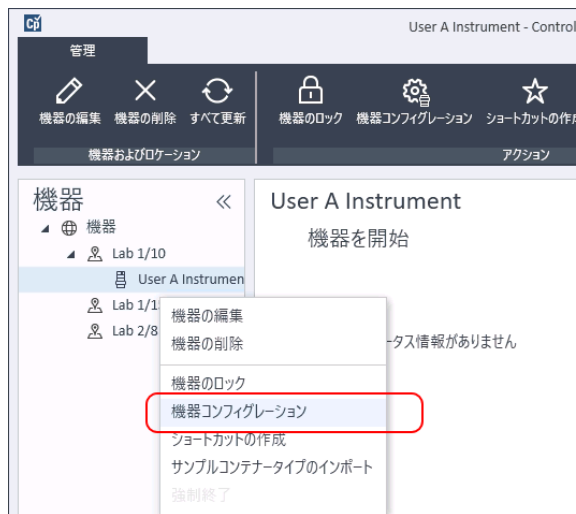 Cp
User A Instrument - Control
管理
機器の編集 機器の削除 すべて更新 機器のロック 機器コンフィグレーション ショートカットの作成
機器およびロケーション アクション
機器
User A Instrument
機器を開始
機器
Lab 1/10
User A Instrumen
Lab 1/1
Lab 2/8
機器の編集
機器の削除
ータス情報がありません
機器のロック
機器コンフィグレーション
ショートカットの作成
サンプルコンテナータイプのインポート
強制終了